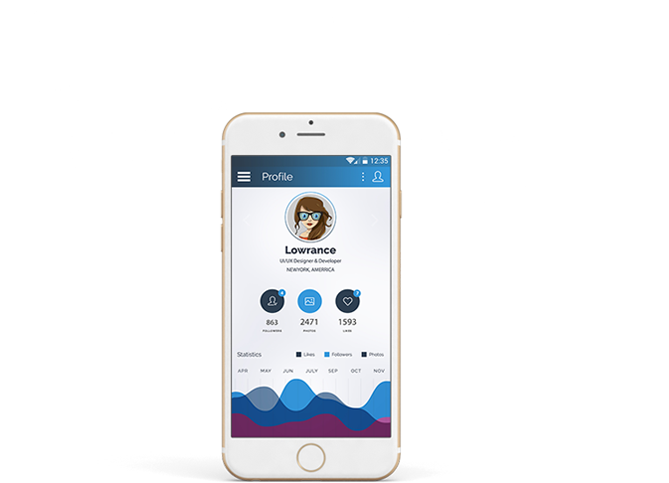 12:35
Profile
Lowrance
UI/UX Designer & Developer
NEWYORK, AMERRICA
863 2471 1593
FOLLOWERS PHOTOS LIKES
Statistics Likes Followers Photos
APR MAY JUN JULY SEP OCT NOV